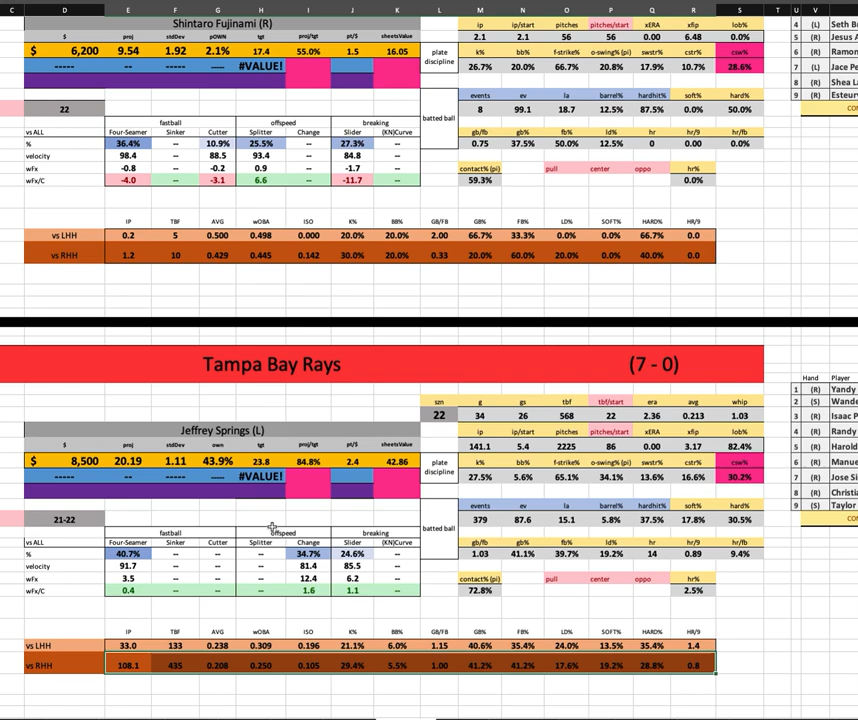 C D E F G H I J K L M N O P Q R S T U V
Shintaro Fujinami (R) ip ip/start pitches pitches/start xERA xfip lob% 4 (L) Seth B
$ proj stdDev pOWN tgt proj/tgt pt/$ sheetsValue 2.1 2.1 56 56 0.00 6.48 0.0% 5 (R) Jesus A
$ 6,200 9.54 1.92 2.1% 17.4 55.0% 1.5 16.05 plate discipline k% bb% f-strike% o-swing% (pi) swstr% cstr% csw% 6 (R) Ramon
----- -- ----- — #VALUE! ----- 26.7% 20.0% 66.7% 20.8% 17.9% 10.7% 28.6% 7 (L) Jace Pe
8 (R) Shea La
events ev la barrel% hardhit% soft% hard% 9 (R) Esteury
22 batted ball 8 99.1 18.7 12.5% 87.5% 0.0% 50.0% CON
fastball offspeed breaking
vs ALL Four-Seamer Sinker Cutter Splitter Change Slider (KN)Curve gb/fb gb% fb% ld% hr hr/9 hr/fb
% 36.4% -- 10.9% 25.5% -- 27.3% -- 0.75 37.5% 50.0% 12.5% 0 0.00 0.0%
velocity 98.4 -- 88.5 93.4 -- 84.8 --
wFx -0.8 -- -0.2 0.9 -- -1.7 -- contact% (pi) pull center oppo hr%
wFx/C -4.0 -- -3.1 6.6 -- -11.7 -- 59.3% 0.0%
IP TBF AVG wOBA ISO K% BB% GB/FB GB% FB% LD% SOFT% HARD% HR/9
vs LHH 0.2 5 0.500 0.498 0.000 20.0% 20.0% 2.00 66.7% 33.3% 0.0% 0.0% 66.7% 0.0
vs RHH 1.2 10 0.429 0.445 0.142 30.0% 20.0% 0.33 20.0% 60.0% 20.0% 0.0% 40.0% 0.0
Tampa Bay Rays (7 - 0)
Hand Player
1 (R) Yandy
szn g gs tbf tbf/start era avg whip 2 (S) Wande
22 34 26 568 22 2.36 0.213 1.03 3 (R) Isaac P
Jeffrey Springs (L) ip ip/start pitches pitches/start xERA xfip lob% 4 (R) Randy
$ proj stdDev own tgt proj/tgt pt/$ sheetsValue 141.1 5.4 2225 86 0.00 3.17 82.4% 5 (R) Harold
$ 8,500 20.19 1.11 43.9% 23.8 84.8% 2.4 42.86 plate discipline k% bb% f-strike% o-swing% (pi) swstr% cstr% csw% 6 (R) Manue
----- -- ----- — #VALUE! ----- 27.5% 5.6% 65.1% 34.1% 13.6% 16.6% 30.2% 7 (R) Jose Si
8 (R) Christia
events ev la barrel% hardhit% soft% hard% 9 (S) Taylor
21-22 batted ball 379 87.6 15.1 5.8% 37.5% 17.8% 30.5% CON
fastball offspeed breaking
vs ALL Four-Seamer Sinker Cutter Splitter Change Slider (KN)Curve gb/fb gb% fb% ld% hr hr/9 hr/fb
% 40.7% -- -- -- 34.7% 24.6% -- 1.03 41.1% 39.7% 19.2% 14 0.89 9.4%
velocity 91.7 -- -- -- 81.4 85.5 --
wFx 3.5 -- -- -- 12.4 6.2 -- contact% (pi) pull center oppo hr%
wFx/C 0.4 -- -- -- 1.6 1.1 -- 72.8% 2.5%
IP TBF AVG wOBA ISO K% BB% GB/FB GB% FB% LD% SOFT% HARD% HR/9
vs LHH 33.0 133 0.238 0.309 0.196 21.1% 6.0% 1.15 40.6% 35.4% 24.0% 13.5% 35.4% 1.4
vs RHH 108.1 435 0.208 0.250 0.105 29.4% 5.5% 1.00 41.2% 41.2% 17.6% 19.2% 28.8% 0.8